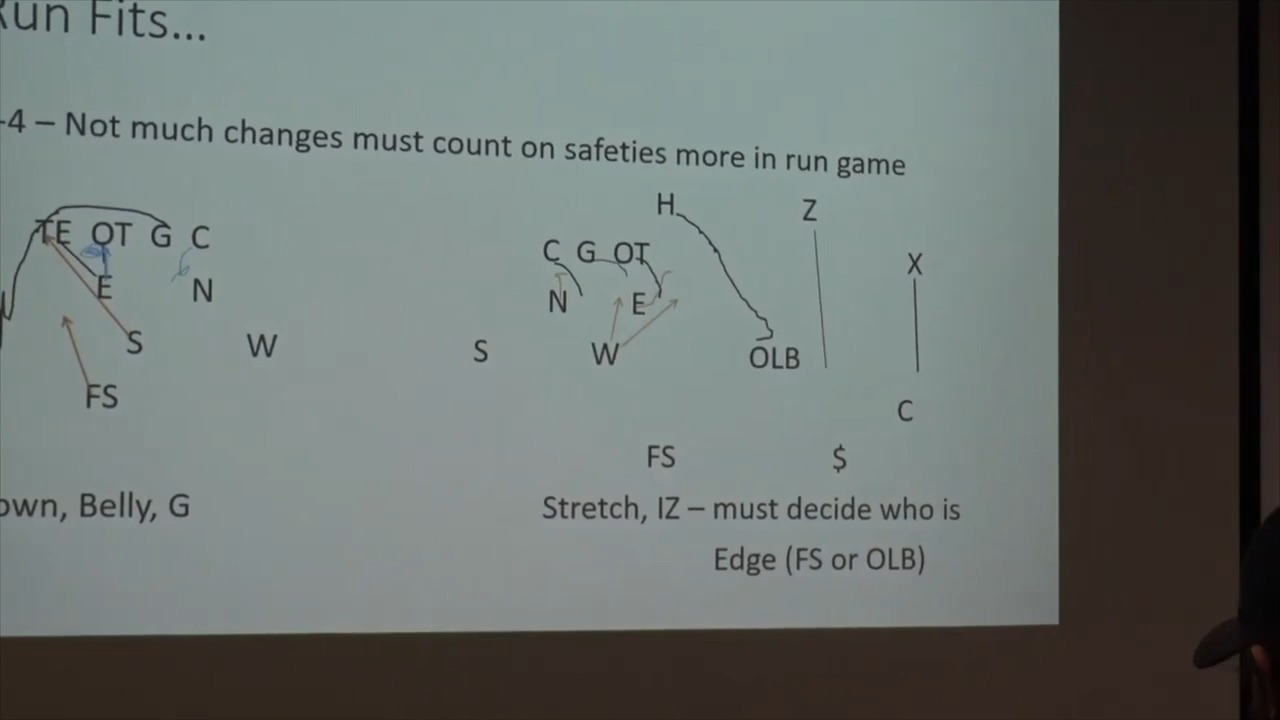 Run Fits...
-4 – Not much changes must count on safeties more in run game
TE OT G C
E N
S W
FS
H Z
C G OT X
N E
S W OLB
C
FS $
own, Belly, G
Stretch, IZ – must decide who is
Edge (FS or OLB)